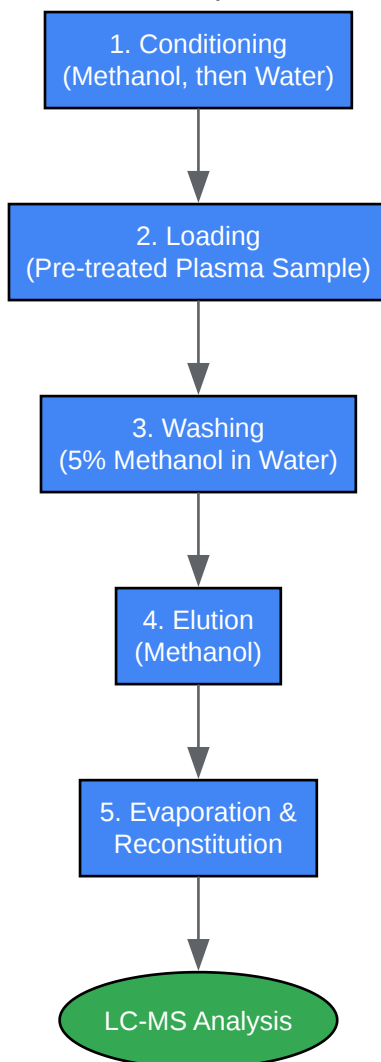 1. Conditioning
(Methanol, then Water)
2. Loading
(Pre-treated Plasma Sample)
3. Washing
(5% Methanol in Water)
4. Elution
(Methanol)
5. Evaporation &
Reconstitution
LC-MS Analysis